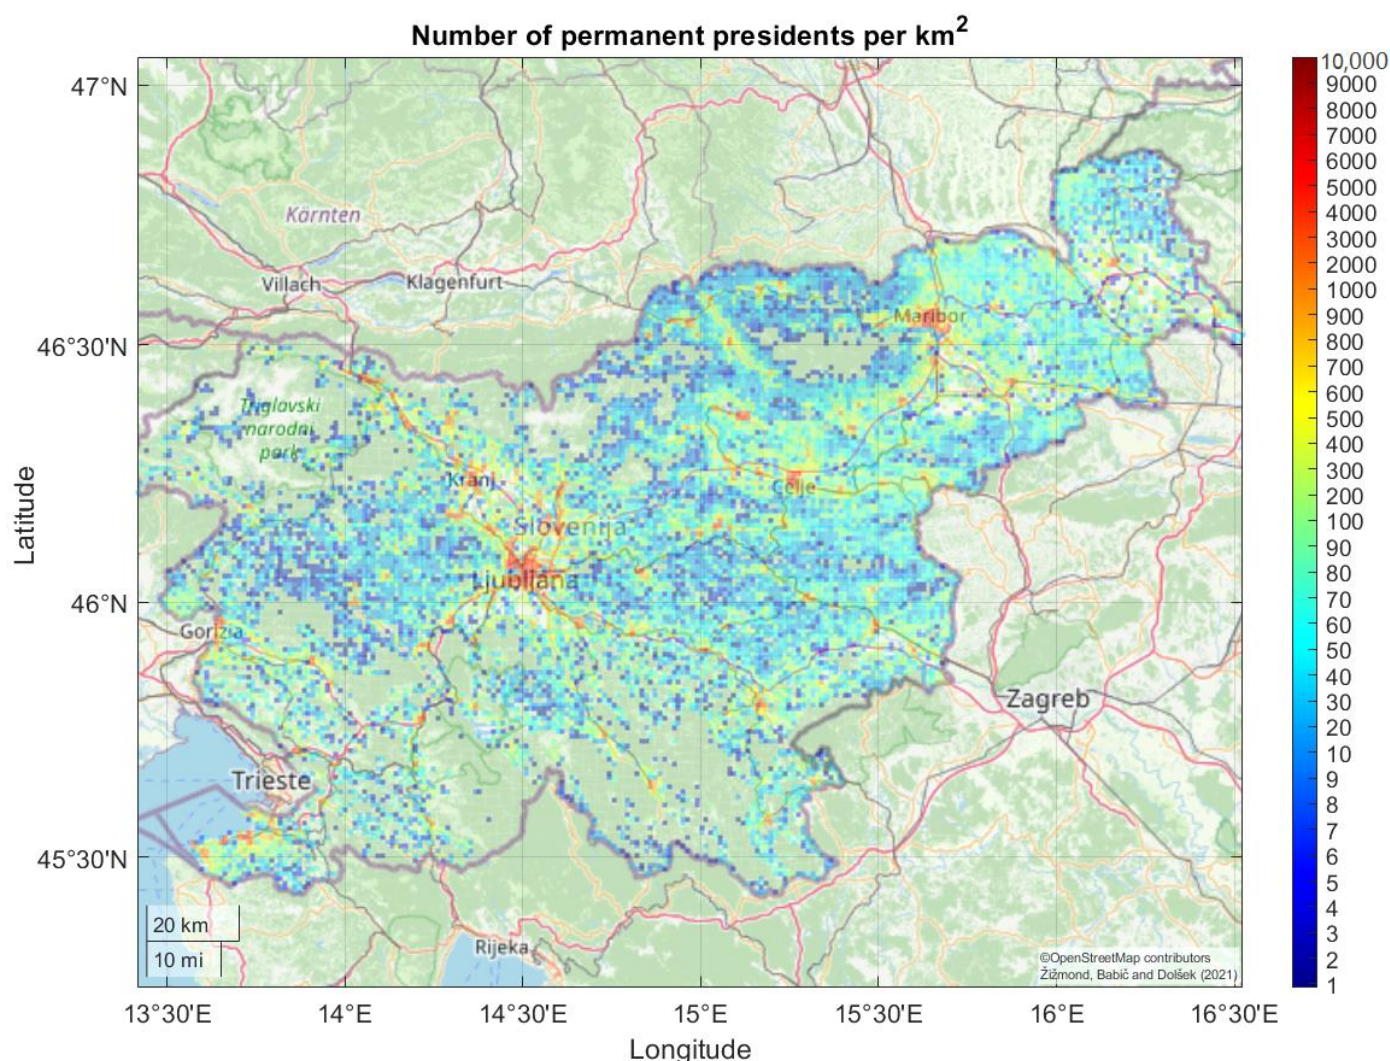 Number of permanent presidents per km²
10,000
9000
8000
7000
6000
5000
4000
3000
2000
1000
900
800
700
600
500
400
300
200
100
90
80
70
60
50
40
30
20
10
9
8
7
6
5
4
3
2
1
47°N
46°30'N
46°N
45°30'N
Latitude
Kärnten
Villach
Klagenfurt
Maribor
Triglavski
narodni
park
Kranj
Celje
Slovenija
Ljubljana
Gorizia
Zagreb
Trieste
Rijeka
20 km
10 mi
©OpenStreetMap contributors
Žižmond, Babič and Dolšek (2021)
13°30'E
14°E
14°30'E
15°E
15°30'E
16°E
16°30'E
Longitude